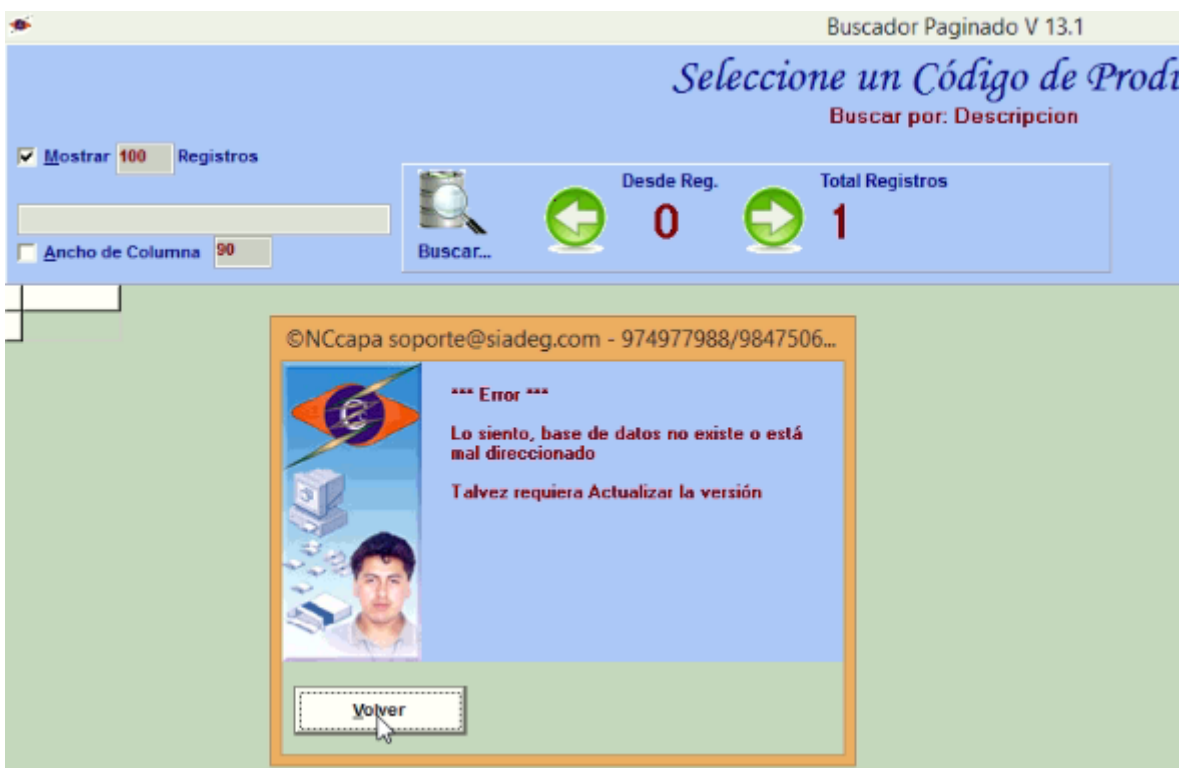 Buscador Paginado V 13.1
Seleccione un Código de
Buscar por: Descripcion
Mostrar 100 Registros
Desde Reg.
Total Registros
0
1
Ancho de Columna 90
Buscar...
©NCcapa soporte@siadeg.com - 974977988/9847506...
*** Error ***
Lo siento, base de datos no existe o está
mal direccionado
Talvez requiera Actualizar la versión
Volver